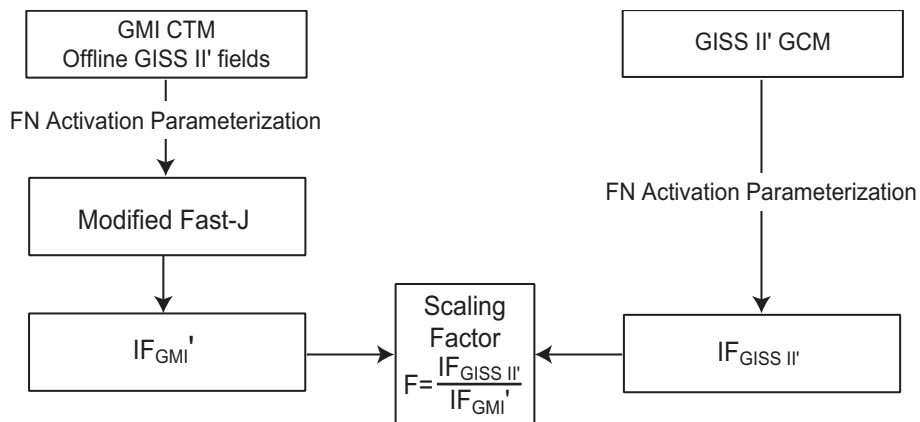 GMI CTM
Offline GISS II' fields
FN Activation Parameterization
Modified Fast-J
IF_GMI'
GISS II' GCM
FN Activation Parameterization
IF_GISS II'
Scaling
Factor
F=IF_GISS II'/IF_GMI'